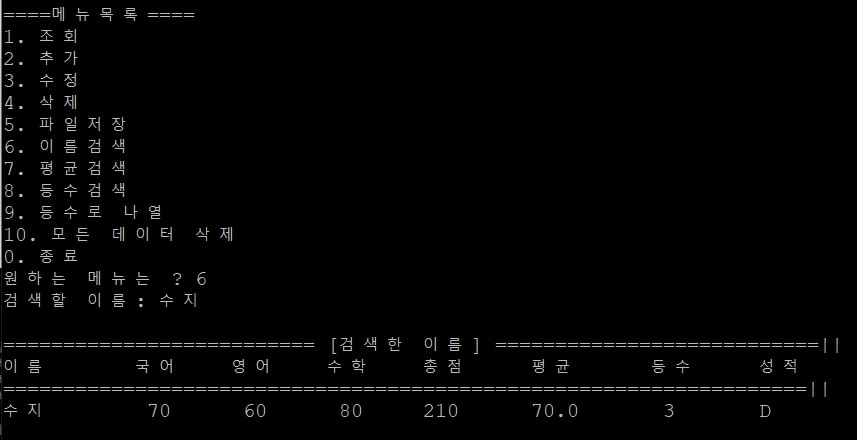 ====메뉴목록====
1. 조회
2. 추가
3. 수정
4. 삭제
5. 파일저장
6. 이름검색
7. 평균검색
8. 등수검색
9. 등수로 나열
10. 모든 데이터 삭제
0. 종료
원하는 메뉴는 ? 6
검색할 이름 : 수지
========================== [검색한 이름] ===========================||
이름 국어 영어 수학 총점 평균 등수 성적
===================================================================||
수지 70 60 80 210 70.0 3 D